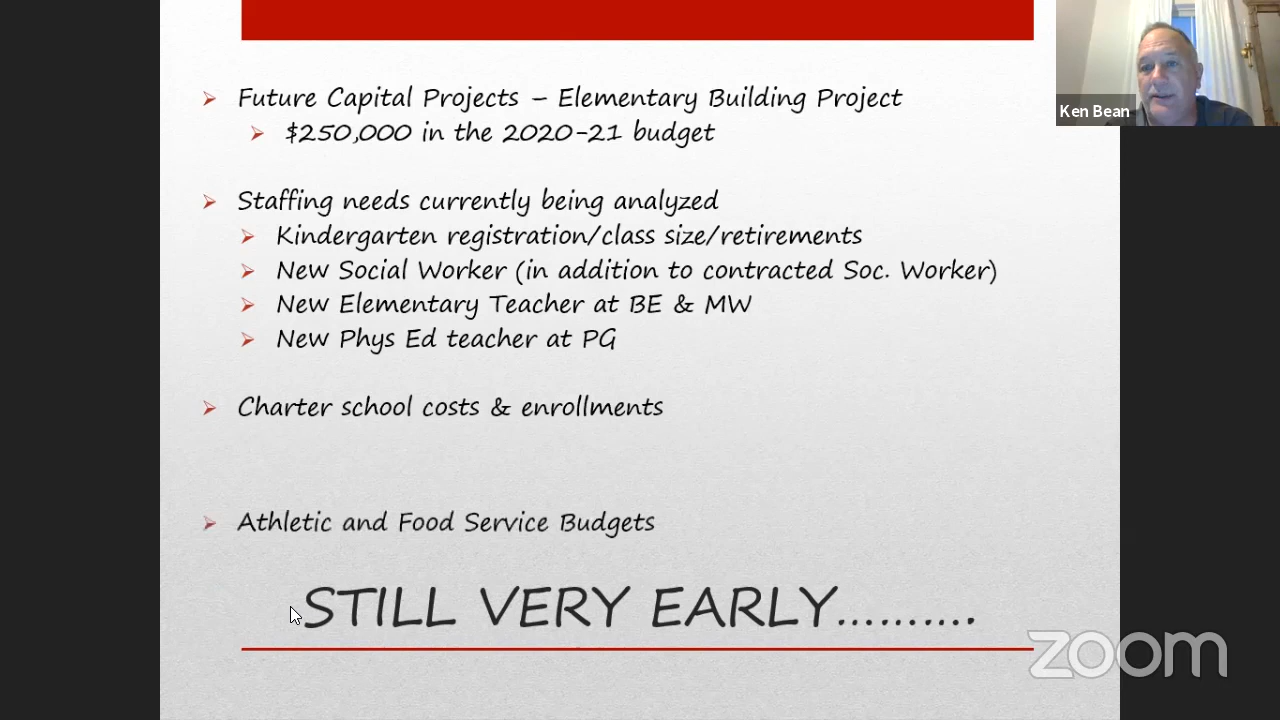 Future Capital Projects – Elementary Building Project
$250,000 in the 2020-21 budget
Staffing needs currently being analyzed
Kindergarten registration/class size/retirements
New Social Worker (in addition to contracted Soc. Worker)
New Elementary Teacher at BE & MW
New Phys Ed teacher at PG
Charter school costs & enrollments
Athletic and Food Service Budgets
STILL VERY EARLY..........
Ken Bean
zoom